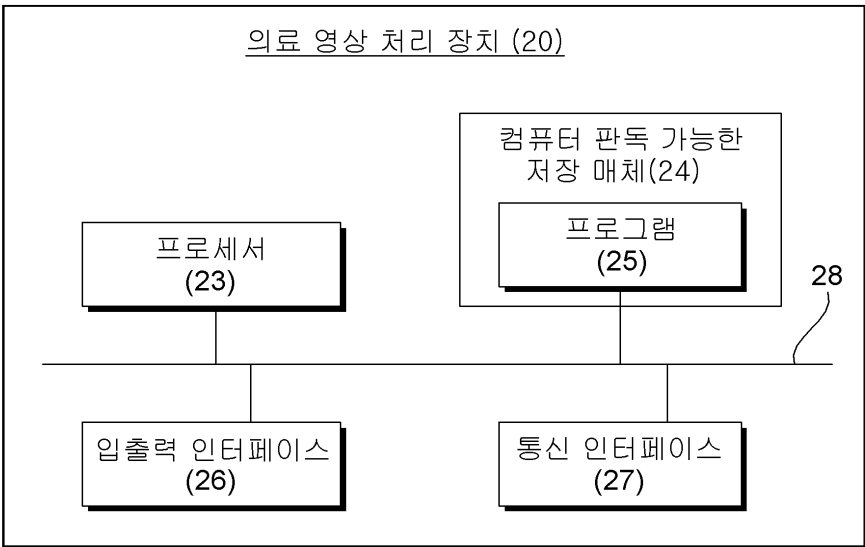 의료 영상 처리 장치 (20)
컴퓨터 판독 가능한
저장 매체(24)
프로세서
(23)
프로그램
(25)
28
입출력 인터페이스
(26)
통신 인터페이스
(27)